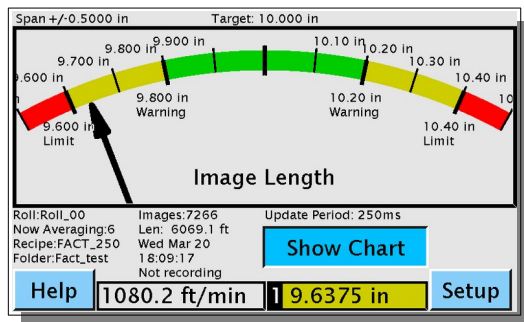 Span +/-0.5000 in Target: 10.000 in
9.800 in 9.900 in 10.10 in 10.20 in
9.700 in 10.30 in
9.600 in 10.40 in
9.800 in 10.20 in
Warning Warning
9.600 in 10.40 in
Limit Limit
Image Length
Roll:Roll_00 Images:7266 Update Period: 250ms
Now Averaging:6 Len: 6069.1 ft
Recipe:FACT_250 Wed Mar 20
Folder:Fact_test 18:09:17
Not recording
Show Chart
Help 1080.2 ft/min 1 9.6375 in Setup